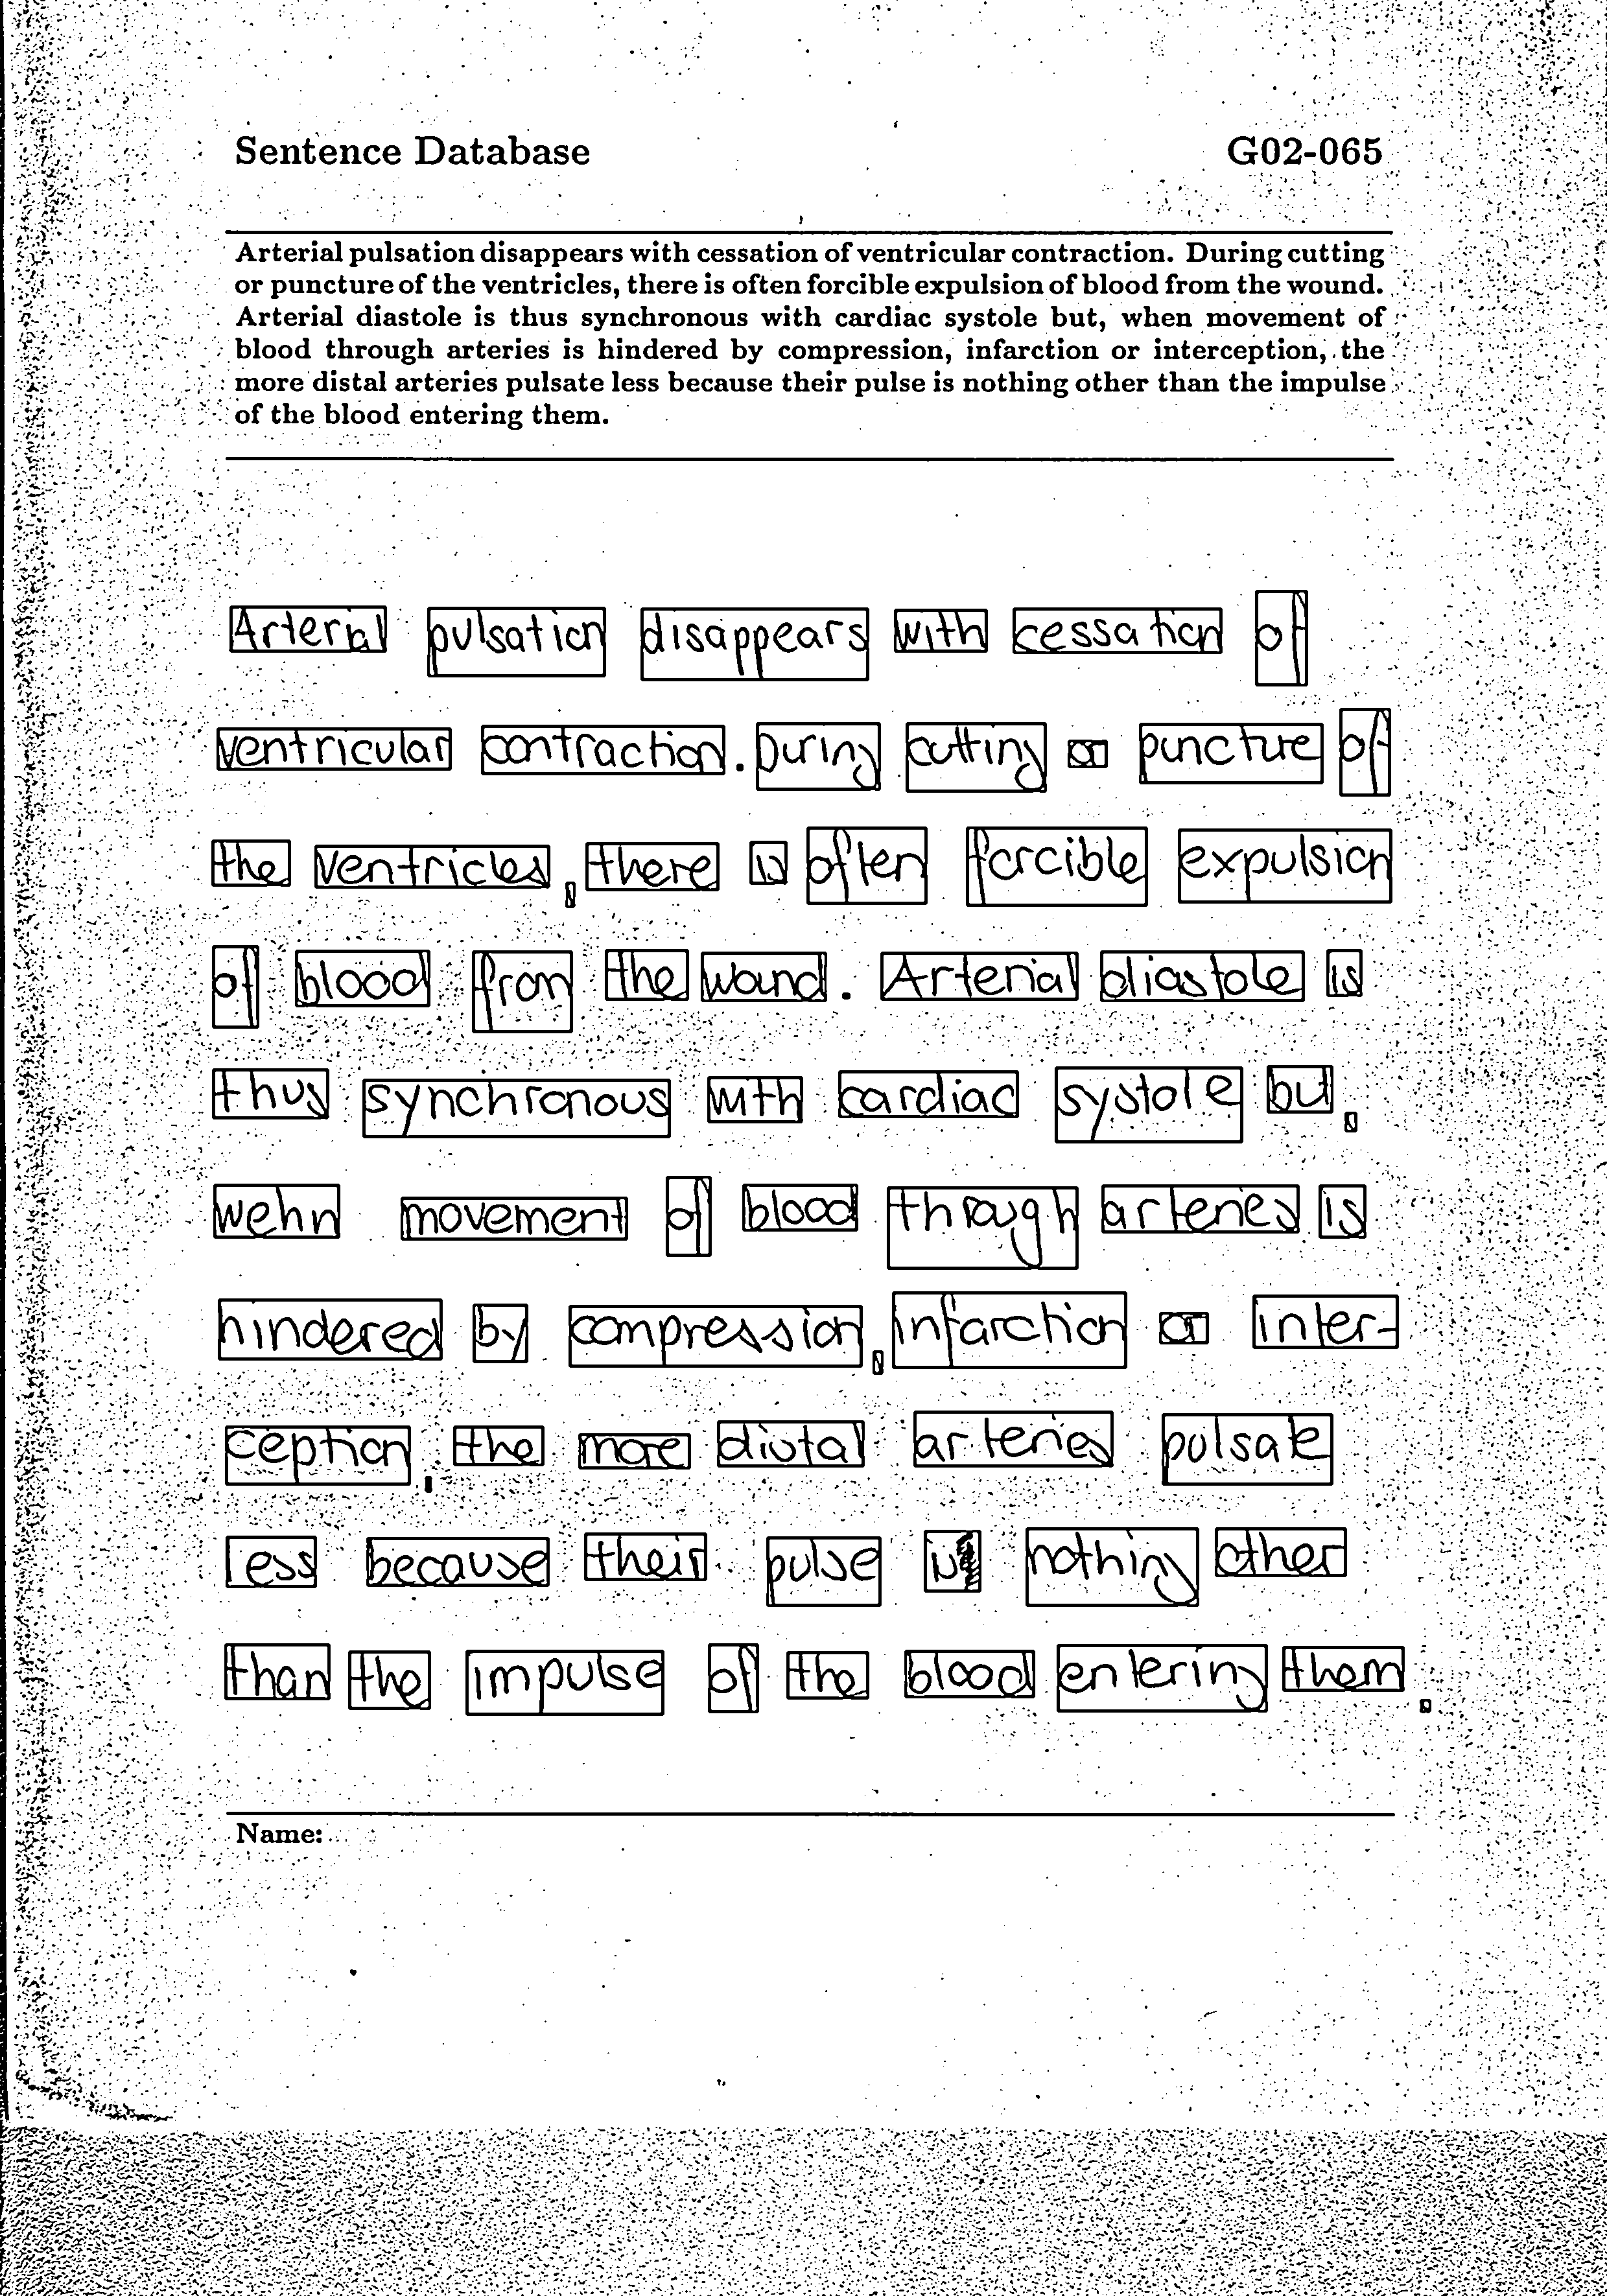 Sentence Database G02-065
Arterial pulsation disappears with cessation of ventricular contraction. During cutting
or puncture of the ventricles, there is often forcible expulsion of blood from the wound.
Arterial diastole is thus synchronous with cardiac systole but, when movement of
blood through arteries is hindered by compression, infarction or interception, the
more distal arteries pulsate less because their pulse is nothing other than the impulse
of the blood entering them.
Arterial pulsation disappears with cessation of
ventricular contraction. During cutting or puncture of
the ventricles, there is often forcible expulsion
of blood from the wound. Arterial diastole is
thus synchronous with cardiac systole but,
wehn movement of blood through arteries is
hindered by compression, infarction or inter-
ception, the more distal arteries pulsate
less because their pulse is nothing other
than the impulse of the blood entering them.
Name: